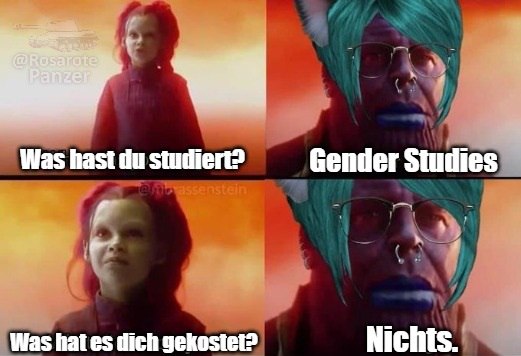 @Rosarote
Panzer
Was hast du studiert?
Gender Studies
Was hat es dich gekostet?
Nichts.